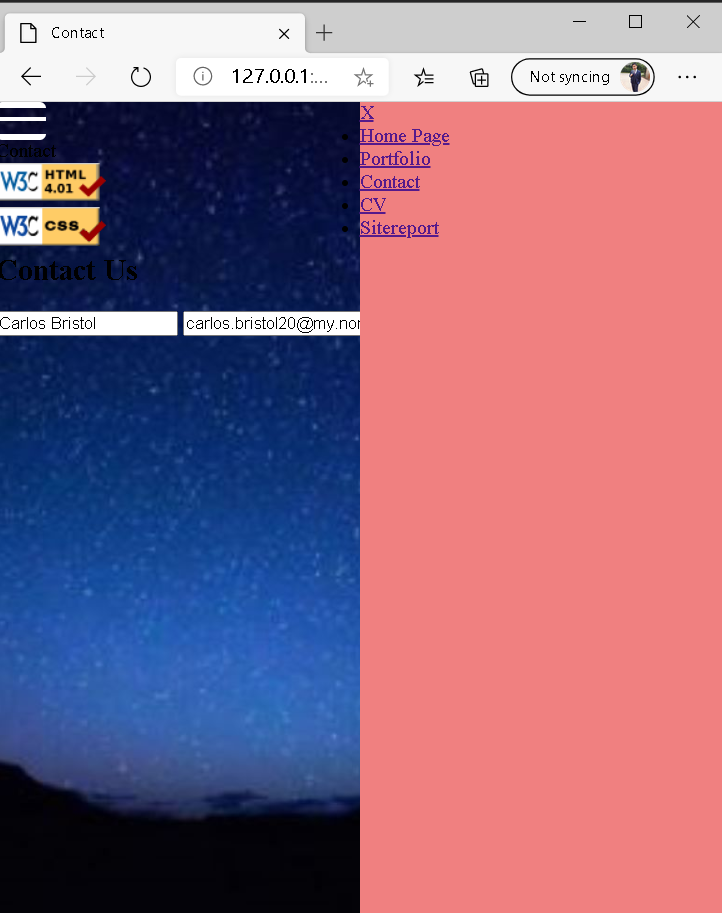 Contact
127.0.0.1:...
Not syncing
X
Home Page
Portfolio
Contact
CV
Sitereport
Contact
W3C HTML 4.01
W3C css
Contact Us
Carlos Bristol
carlos.bristol20@my.nor